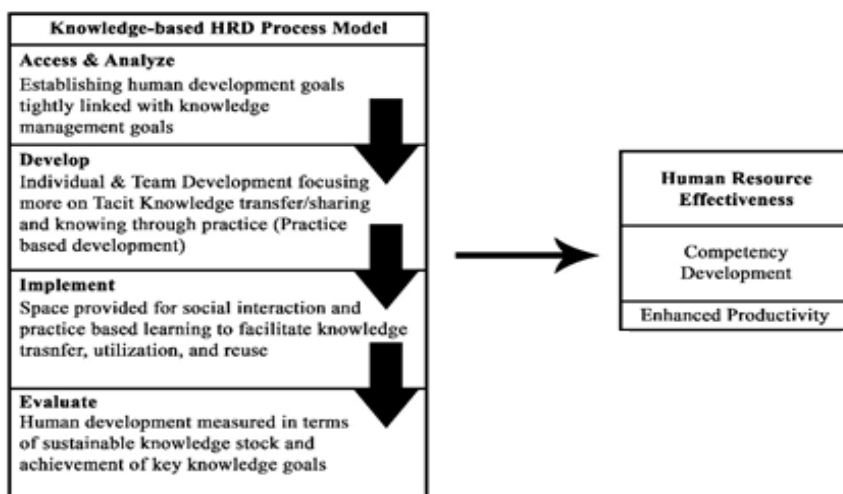 Knowledge-based HRD Process Model
Access & Analyze
Establishing human development goals
tightly linked with knowledge
management goals
Develop
Individual & Team Development focusing
more on Tacit Knowledge transfer/sharing
and knowing through practice (Practice
based development)
Implement
Space provided for social interaction and
practice based learning to facilitate knowledge
trasnfer, utilization, and reuse
Evaluate
Human development measured in terms
of sustainable knowledge stock and
achievement of key knowledge goals
Human Resource
Effectiveness
Competency
Development
Enhanced Productivity